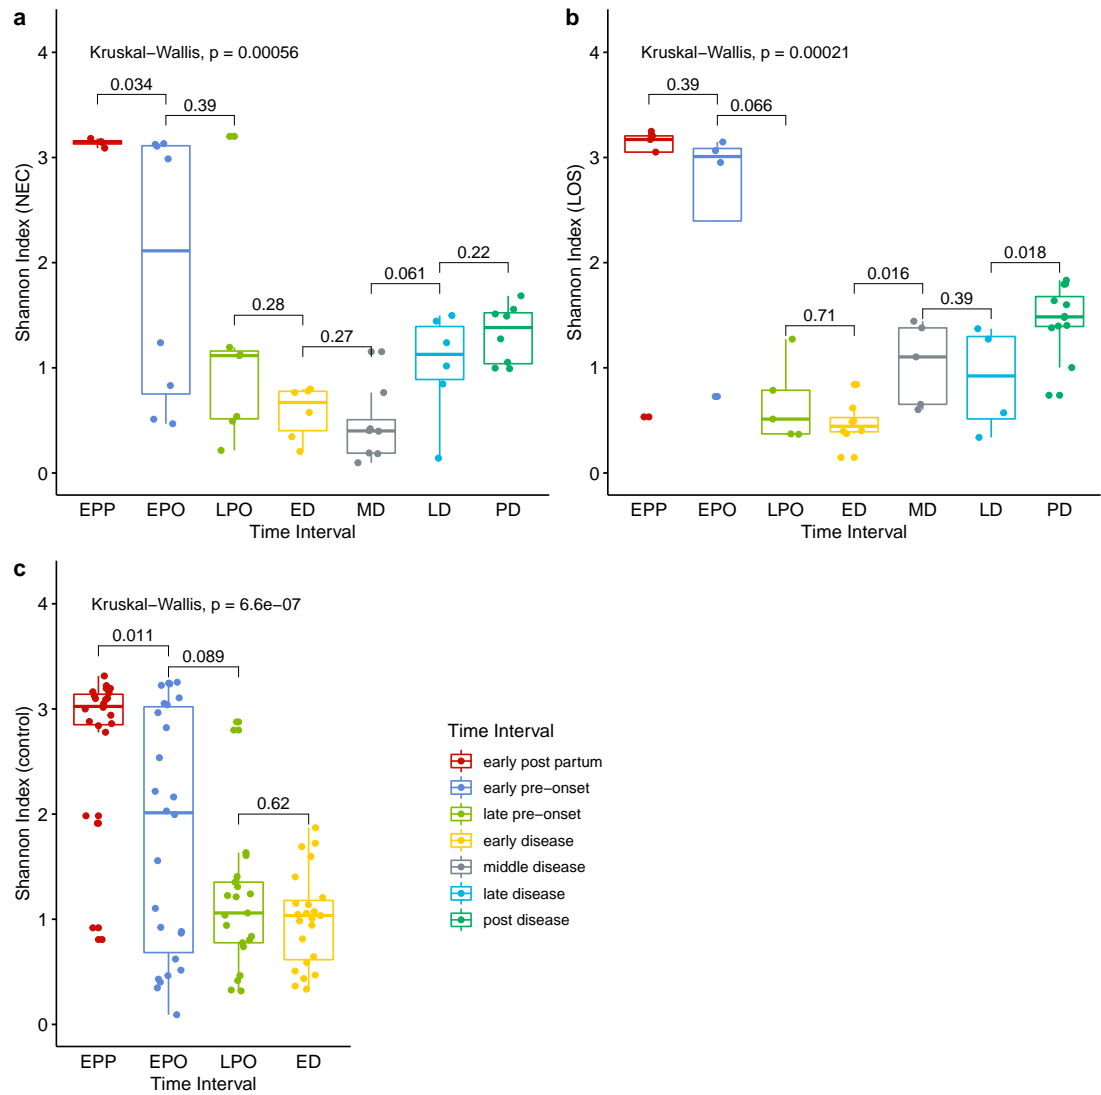 a
Kruskal−Wallis, p = 0.00056
0.034
0.39
0.28
0.27
0.061
0.22
4
3
2
1
0
Shannon Index (NEC)
EPP EPO LPO ED MD LD PD
Time Interval
b
Kruskal−Wallis, p = 0.00021
0.39
0.066
0.71
0.016
0.39
0.018
4
3
2
1
0
Shannon Index (LOS)
EPP EPO LPO ED MD LD PD
Time Interval
c
Kruskal−Wallis, p = 6.6e−07
0.011
0.089
0.62
4
3
2
1
0
Shannon Index (control)
EPP EPO LPO ED
Time Interval
Time Interval
early post partum
early pre−onset
late pre−onset
early disease
middle disease
late disease
post disease